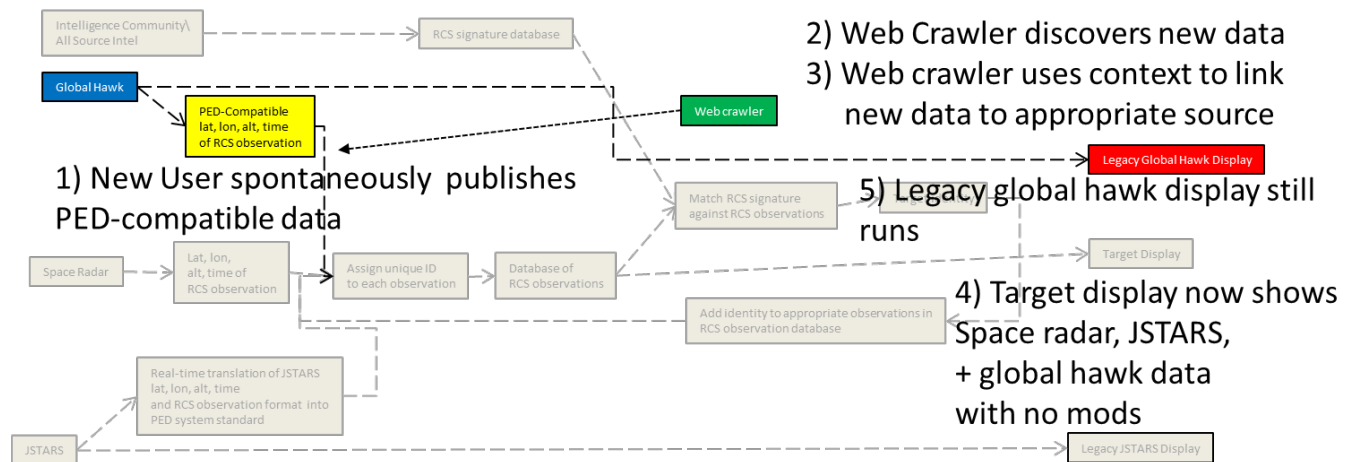 Intelligence Community\
All Source Intel
RCS signature database
2) Web Crawler discovers new data
3) Web crawler uses context to link
new data to appropriate source
Global Hawk
PED-Compatible
lat, lon, alt, time
of RCS observation
Web crawler
Legacy Global Hawk Display
1) New User spontaneously publishes
PED-compatible data
Match RCS signature
against RCS observations
5) Legacy global hawk display still
runs
Space Radar
Lat, lon,
alt, time of
RCS observation
Assign unique ID
to each observation
Database of
RCS observations
Target Display
Add identity to appropriate observations in
RCS observation database
4) Target display now shows
Space radar, JSTARS,
+ global hawk data
with no mods
Real-time translation of JSTARS
lat, lon, alt, time
and RCS observation format into
PED system standard
JSTARS
Legacy JSTARS Display